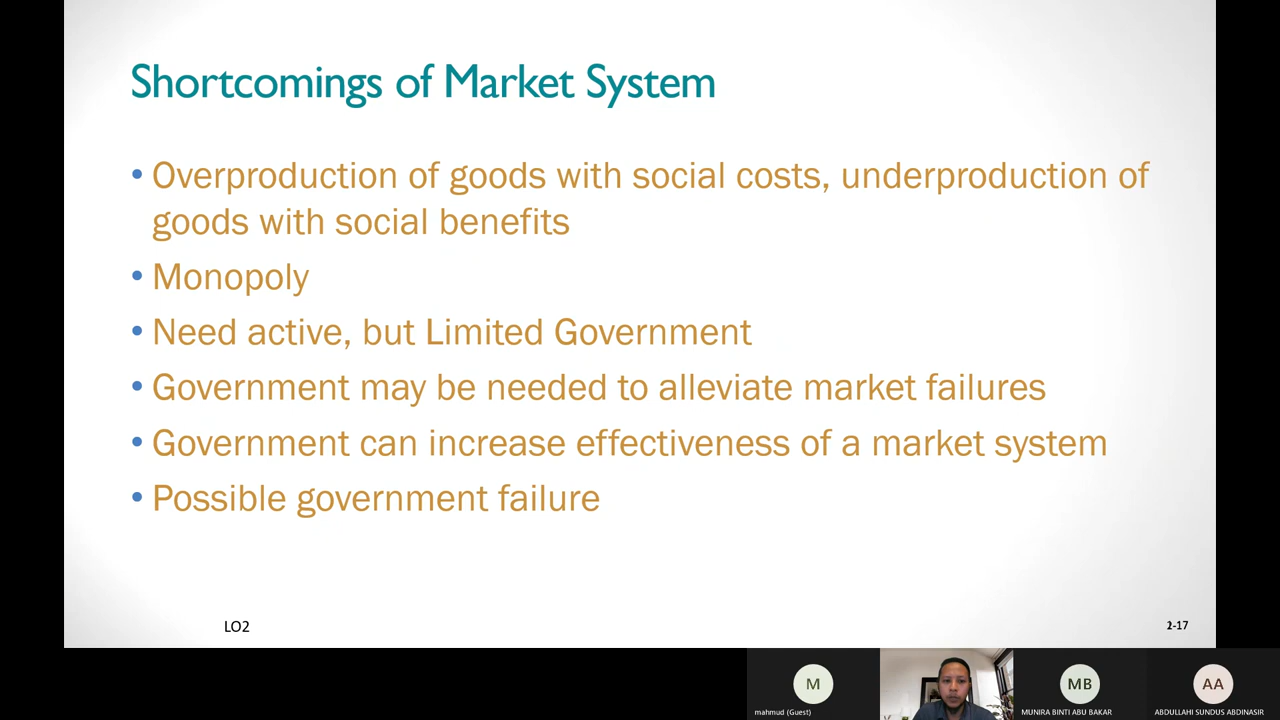 Shortcomings of Market System
• Overproduction of goods with social costs, underproduction of
goods with social benefits
• Monopoly
• Need active, but Limited Government
• Government may be needed to alleviate market failures
• Government can increase effectiveness of a market system
• Possible government failure
LO2
-17
M
MB
AA
mahmud (Guest)
MUNIRA BINTI ABU BAKAR
ABDULLAHI SUNDUS ABDINASIR